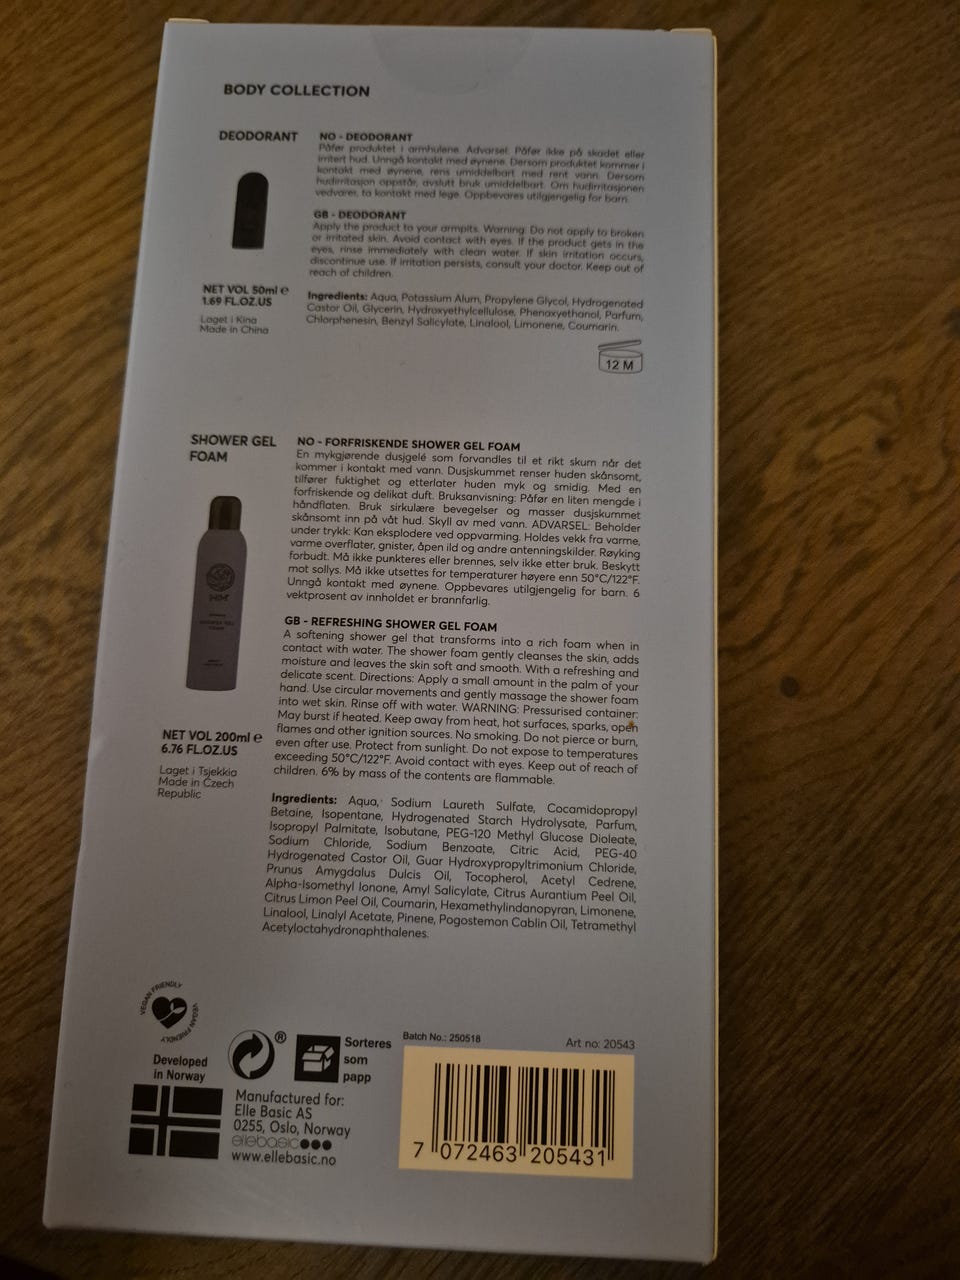 BODY COLLECTION
DEODORANT
NO - DEODORANT
Påfør produktet i armhulene. Advarsel: Påfør ikke på skadet eller
irritert hud. Unngå kontakt med øynene. Dersom produktet kommer i
kontakt med øynene, rens umiddelbart med rent vann. Dersom
hudirritasjon oppstår, avslutt bruk umiddelbart. Om hudirritasjonen
vedvarer, ta kontakt med lege. Oppbevares utilgjengelig for barn.
GB - DEODORANT
Apply the product to your armpits. Warning: Do not apply to broken
or irritated skin. Avoid contact with eyes. If the product gets in the
eyes, rinse immediately with clean water. If skin irritation occurs,
discontinue use. If irritation persists, consult your doctor. Keep out of
reach of children.
NET VOL 50ml e
1.69 FL.OZ.US
Laget i Kina
Made in China
Ingredients: Aqua, Potassium Alum, Propylene Glycol, Hydrogenated
Castor Oil, Glycerin, Hydroxyethylcellulose, Phenoxyethanol, Parfum,
Chlorphenesin, Benzyl Salicylate, Linalool, Limonene, Coumarin.
12 M
SHOWER GEL
FOAM
NO - FORFRISKENDE SHOWER GEL FOAM
En mykgjørende dusjgelé som forvandles til et rikt skum når det
kommer i kontakt med vann. Dusjskummet renser huden skånsomt,
tilfører fuktighet og etterlater huden myk og smidig. Med en
forfriskende og delikat duft. Bruksanvisning: Påfør en liten mengde i
håndflaten. Bruk sirkulære bevegelser og masser dusjskummet
skånsomt inn på våt hud. Skyll av med vann. ADVARSEL: Beholder
under trykk: Kan eksplodere ved oppvarming. Holdes vekk fra varme,
varme overflater, gnister, åpen ild og andre antenningskilder. Røyking
forbudt. Må ikke punkteres eller brennes, selv ikke etter bruk. Beskytt
mot sollys. Må ikke utsettes for temperaturer høyere enn 50°C/122°F.
Unngå kontakt med øynene. Oppbevares utilgjengelig for barn. 6
vektprosent av innholdet er brannfarlig.
HIM
SHOWER GEL
FOAM
GB - REFRESHING SHOWER GEL FOAM
A softening shower gel that transforms into a rich foam when in
contact with water. The shower foam gently cleanses the skin, adds
moisture and leaves the skin soft and smooth. With a refreshing and
delicate scent. Directions: Apply a small amount in the palm of your
hand. Use circular movements and gently massage the shower foam
into wet skin. Rinse off with water. WARNING: Pressurised container:
May burst if heated. Keep away from heat, hot surfaces, sparks, open
flames and other ignition sources. No smoking. Do not pierce or burn,
even after use. Protect from sunlight. Do not expose to temperatures
exceeding 50°C/122°F. Avoid contact with eyes. Keep out of reach of
children. 6% by mass of the contents are flammable.
NET VOL 200ml e
6.76 FL.OZ.US
Laget i Tsjekkia
Made in Czech
Republic
Ingredients: Aqua, Sodium Laureth Sulfate, Cocamidopropyl
Betaine, Isopentane, Hydrogenated Starch Hydrolysate, Parfum,
Isopropyl Palmitate, Isobutane, PEG-120 Methyl Glucose Dioleate,
Sodium Chloride, Sodium Benzoate, Citric Acid, PEG-40
Hydrogenated Castor Oil, Guar Hydroxypropyltrimonium Chloride,
Prunus Amygdalus Dulcis Oil, Tocopherol, Acetyl Cedrene,
Alpha-Isomethyl Ionone, Amyl Salicylate, Citrus Aurantium Peel Oil,
Citrus Limon Peel Oil, Coumarin, Hexamethylindanopyran, Limonene,
Linalool, Linalyl Acetate, Pinene, Pogostemon Cablin Oil, Tetramethyl
Acetyloctahydronaphthalenes.
VEGAN FRIENDLY
VEGAN FRIENDLY
Developed
in Norway
®
Sorteres
som
papp
Manufactured for:
Elle Basic AS
0255, Oslo, Norway
ellebasic
www.ellebasic.no
Batch No.: 250518
Art no: 20543
7 072463 205431